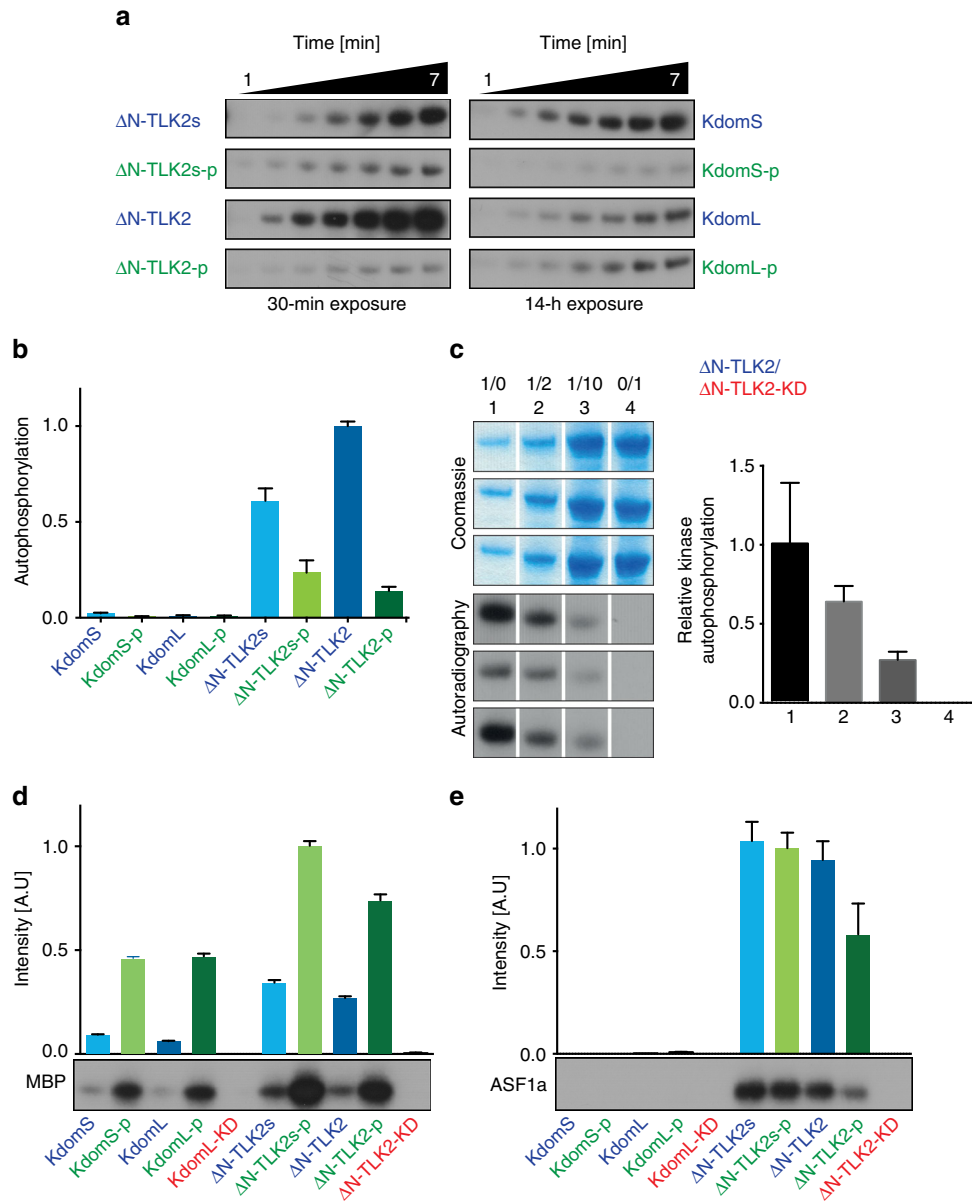 a
Time [min]
Time [min]
1
7
1
7
ΔN-TLK2s
KdomS
ΔN-TLK2s-p
KdomS-p
ΔN-TLK2
KdomL
ΔN-TLK2-p
KdomL-p
30-min exposure
14-h exposure
b
Autophosphorylation
1.0
0.5
0.0
KdomS
KdomS-p
KdomL
KdomL-p
ΔN-TLK2s
ΔN-TLK2s-p
ΔN-TLK2
ΔN-TLK2-p
c
1/0 1/2 1/10 0/1
1 2 3 4
ΔN-TLK2/
ΔN-TLK2-KD
Coomassie
Autoradiography
Relative kinase
autophosphorylation
1.5
1.0
0.5
0.0
1 2 3 4
d
Intensity [A.U]
1.0
0.5
0.0
MBP
KdomS
KdomS-p
KdomL
KdomL-p
KdomL-KD
ΔN-TLK2s
ΔN-TLK2s-p
ΔN-TLK2
ΔN-TLK2-p
ΔN-TLK2-KD
e
Intensity [A.U]
1.0
0.5
0.0
ASF1a
KdomS
KdomS-p
KdomL
KdomL-p
KdomL-KD
ΔN-TLK2s
ΔN-TLK2s-p
ΔN-TLK2
ΔN-TLK2-p
ΔN-TLK2-KD